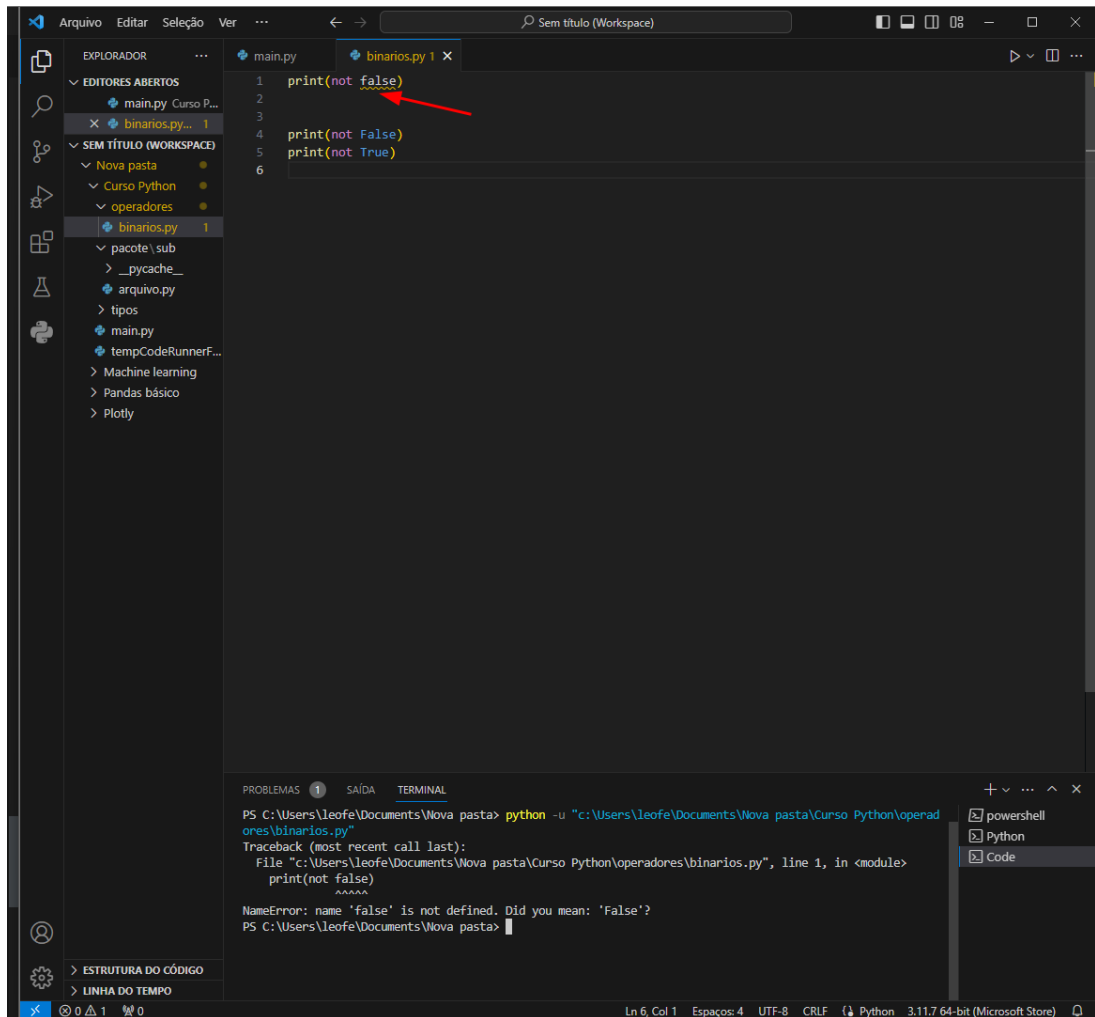 Arquivo Editar Seleção Ver ··· Sem título (Workspace)
EXPLORADOR ···
EDITORES ABERTOS
main.py Curso P...
binarios.py... 1
SEM TÍTULO (WORKSPACE)
Nova pasta
Curso Python
operadores
binarios.py 1
pacote\sub
__pycache__
arquivo.py
tipos
main.py
tempCodeRunnerF...
Machine learning
Pandas básico
Plotly
ESTRUTURA DO CÓDIGO
LINHA DO TEMPO
main.py binarios.py 1
1 print(not false)
2
3
4 print(not False)
5 print(not True)
6
PROBLEMAS 1 SAÍDA TERMINAL
PS C:\Users\leofe\Documents\Nova pasta> python -u "c:\Users\leofe\Documents\Nova pasta\Curso Python\operad
ores\binarios.py"
Traceback (most recent call last):
File "c:\Users\leofe\Documents\Nova pasta\Curso Python\operadores\binarios.py", line 1, in <module>
print(not false)
^^^^^
NameError: name 'false' is not defined. Did you mean: 'False'?
PS C:\Users\leofe\Documents\Nova pasta>
powershell
Python
Code
0 1 0 Ln 6, Col 1 Espaços: 4 UTF-8 CRLF Python 3.11.7 64-bit (Microsoft Store)